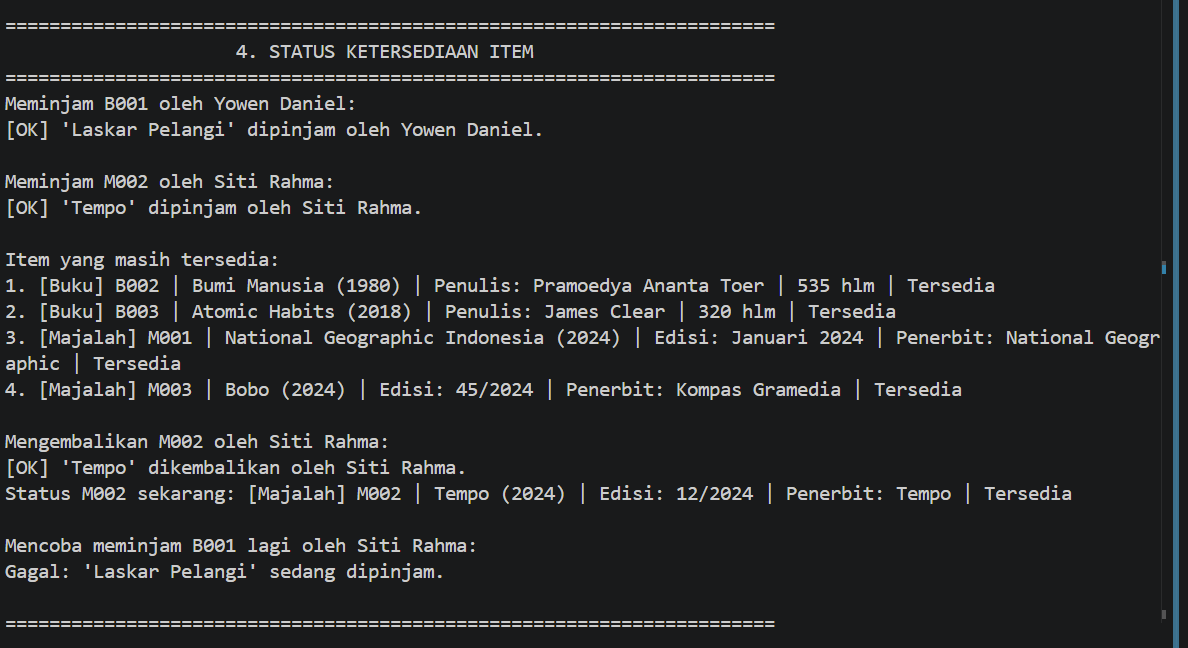 ======================================================================
4. STATUS KETERSEDIAAN ITEM
======================================================================
Meminjam B001 oleh Yowen Daniel:
[OK] 'Laskar Pelangi' dipinjam oleh Yowen Daniel.

Meminjam M002 oleh Siti Rahma:
[OK] 'Tempo' dipinjam oleh Siti Rahma.

Item yang masih tersedia:
1. [Buku] B002 | Bumi Manusia (1980) | Penulis: Pramoedya Ananta Toer | 535 hlm | Tersedia
2. [Buku] B003 | Atomic Habits (2018) | Penulis: James Clear | 320 hlm | Tersedia
3. [Majalah] M001 | National Geographic Indonesia (2024) | Edisi: Januari 2024 | Penerbit: National Geogr
aphic | Tersedia
4. [Majalah] M003 | Bobo (2024) | Edisi: 45/2024 | Penerbit: Kompas Gramedia | Tersedia

Mengembalikan M002 oleh Siti Rahma:
[OK] 'Tempo' dikembalikan oleh Siti Rahma.
Status M002 sekarang: [Majalah] M002 | Tempo (2024) | Edisi: 12/2024 | Penerbit: Tempo | Tersedia

Mencoba meminjam B001 lagi oleh Siti Rahma:
Gagal: 'Laskar Pelangi' sedang dipinjam.

======================================================================